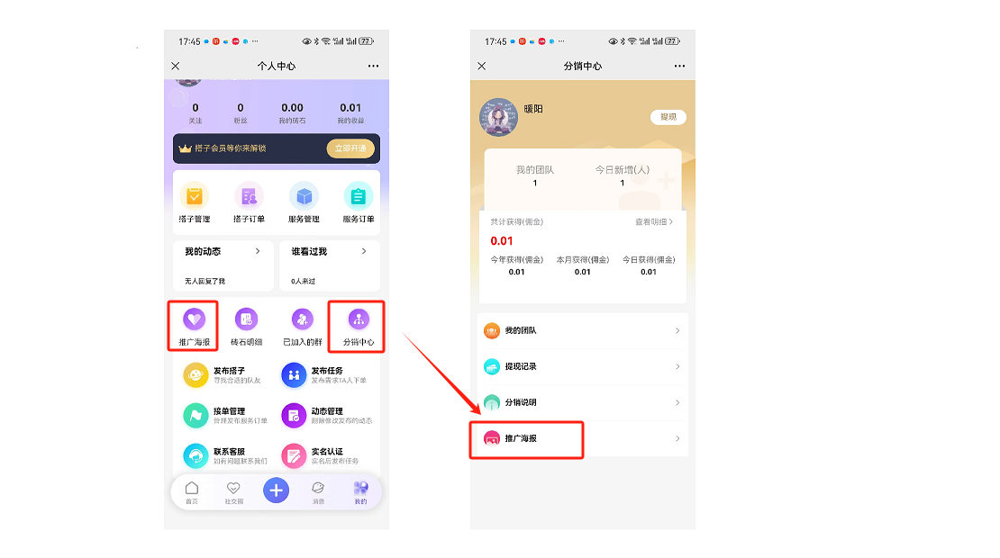 17:45
77
个人中心
0
0
0.00
0.01
关注
粉丝
我的砖石
我的收益
搭子会员等你来解锁
立即开通
搭子管理
搭子订单
服务管理
服务订单
我的动态
谁看过我
无人回复了我
0人来过
推广海报
砖石明细
已加入的群
分销中心
发布搭子
寻找合适的队友
发布任务
发布需求TA人下单
接单管理
管理发布服务订单
动态管理
删除修改发布的动态
联系客服
如有问题联系我们
实名认证
实名后发布任务
首页
社交圈
消息
我的
17:45
77
分销中心
暖阳
提现
我的团队
今日新增(人)
1
1
共计获得(佣金)
查看明细
0.01
今年获得(佣金)
本月获得(佣金)
今日获得(佣金)
0.01
0.01
0.01
我的团队
提现记录
分销说明
推广海报